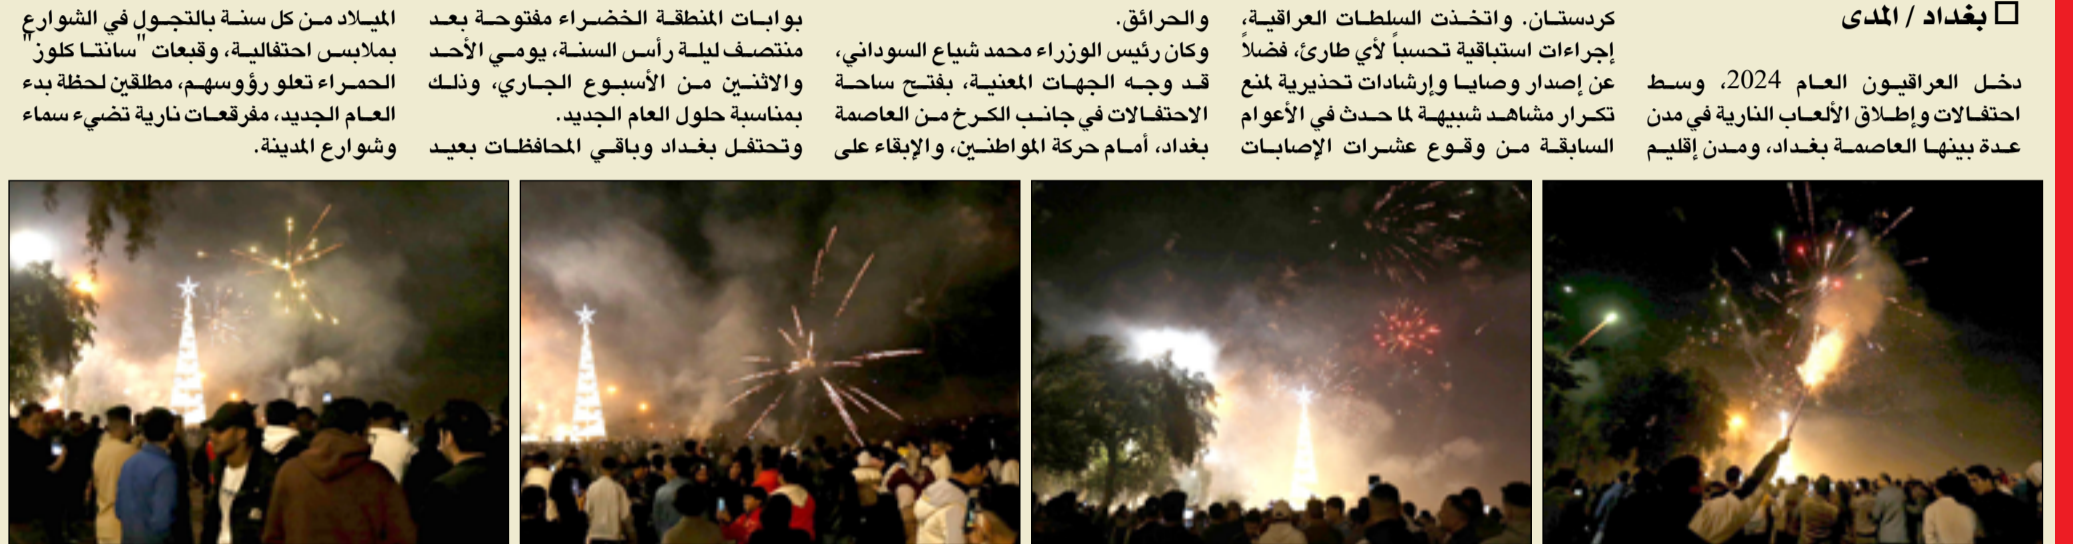 □ بغداد / المدى
دخل العراقيون العام 2024، وسط
احتفالات وإطلاق الألعاب النارية في مدن
عدة بينها العاصمة بغداد، ومدن إقليم
كردستان. واتخذت السلطات العراقية،
إجراءات استباقية تحسباً لأي طارئ، فضلاً
عن إصدار وصايا وإرشادات تحذيرية لمنع
تكرار مشاهد شبيهة لما حدث في الأعوام
السابقة من وقوع عشرات الإصابات
والحرائق.
وكان رئيس الوزراء محمد شياع السوداني،
قد وجه الجهات المعنية، بفتح ساحة
الاحتفالات في جانب الكرخ من العاصمة
بغداد، أمام حركة المواطنين، والإبقاء على
بوابات المنطقة الخضراء مفتوحة بعد
منتصف ليلة رأس السنة، يومي الأحد
والاثنين من الأسبوع الجاري، وذلك
بمناسبة حلول العام الجديد.
وتحتفل بغداد وباقي المحافظات بعيد
الميلاد من كل سنة بالتجول في الشوارع
بملابس احتفالية، وقبعات "سانتا كلوز"
الحمراء تعلو رؤوسهم، مطلقين لحظة بدء
العام الجديد، مفرقعات نارية تضيء سماء
وشوارع المدينة.